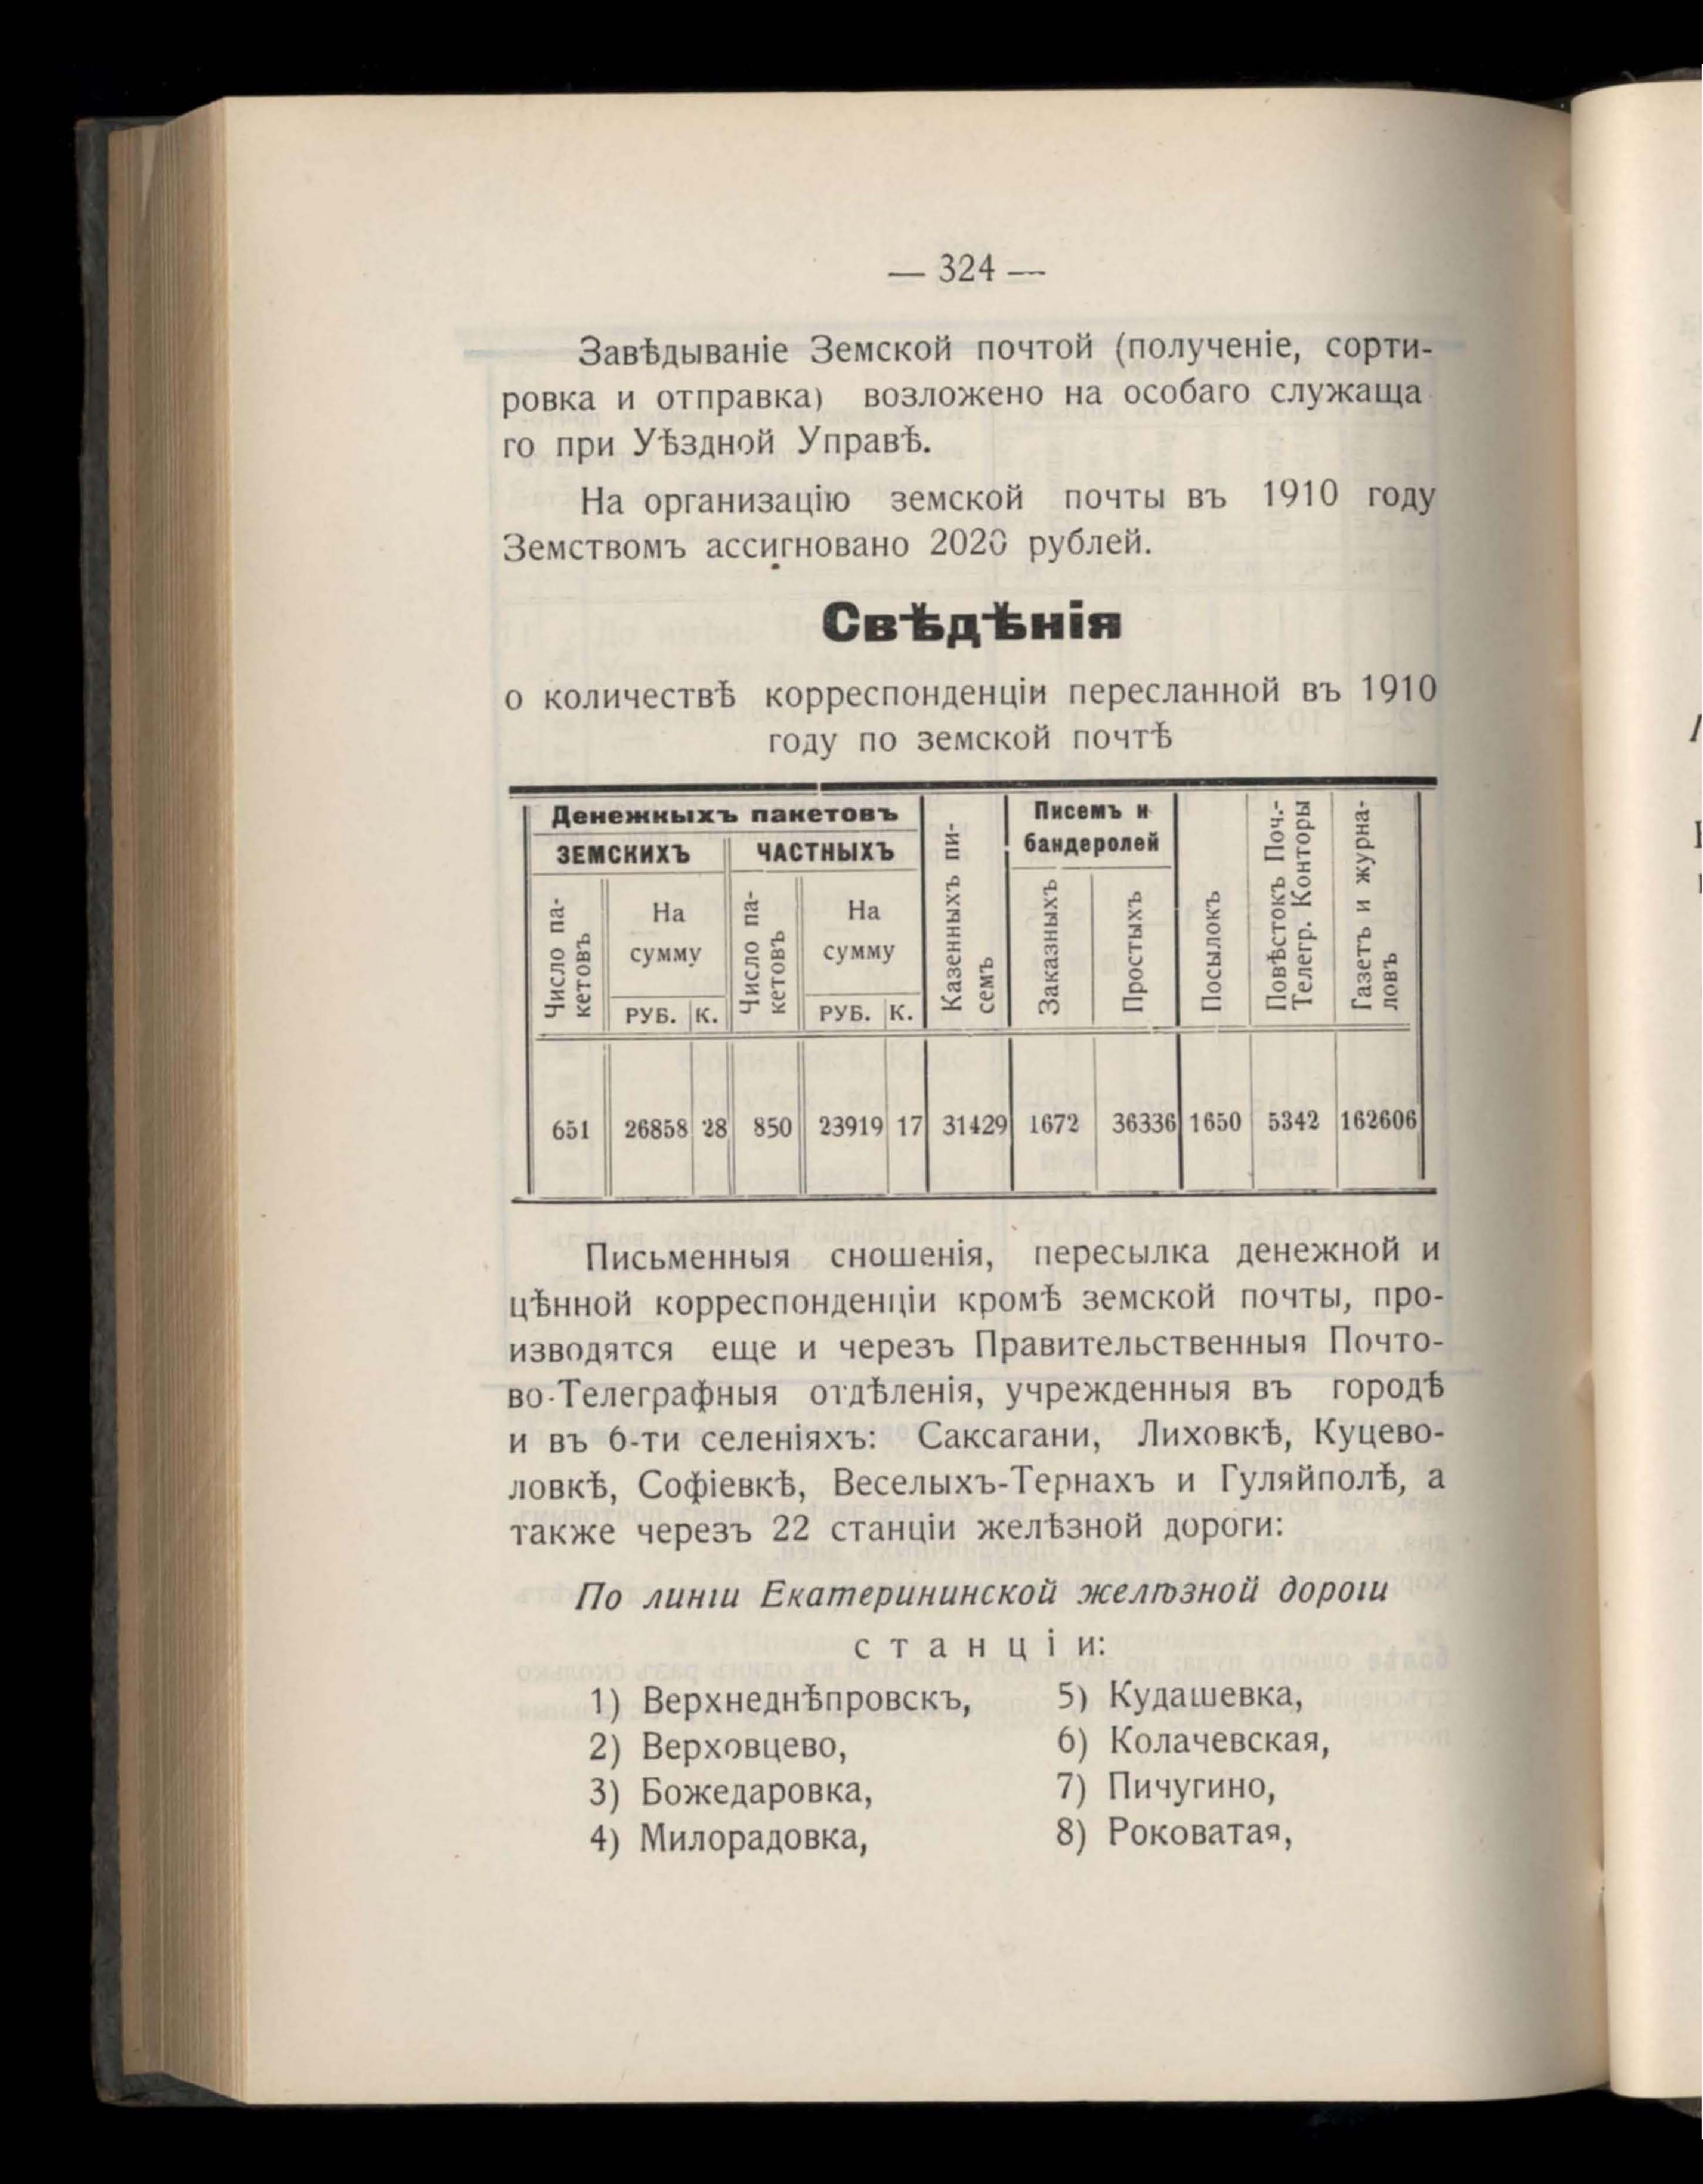 — 324 —
Завѣдываніе Земской почтой (полученіе, сорти-
ровка и отправка) возложено на особаго служаща
го при Уѣздной Управѣ.
На организацію земской почты въ 1910 году
Земствомъ ассигновано 2020 рублей.
Свѣдѣнія
о количествѣ корреспонденціи пересланной въ 1910
году по земской почтѣ
Денежныхъ пакетовъ
ЗЕМСКИХЪ
ЧАСТНЫХЪ
Число па-
кетовъ
На
сумму
РУБ. К.
Число па-
кетовъ
На
сумму
РУБ. К.
Казенныхъ пи-
семъ
Писемъ и
бандеролей
Заказныхъ
Простыхъ
Посылокъ
Повѣстокъ Поч.-
Телегр. Конторы
Газетъ и журна-
ловъ
651 26858 28 850 23919 17 31429 1672 36336 1650 5342 162606
Письменныя сношенія, пересылка денежной и
цѣнной корреспонденціи кромѣ земской почты, про-
изводятся еще и черезъ Правительственныя Почто-
во-Телеграфныя отдѣленія, учрежденныя въ городѣ
и въ 6-ти селеніяхъ: Саксагани, Лиховкѣ, Куцево-
ловкѣ, Софіевкѣ, Веселыхъ-Тернахъ и Гуляйполѣ, а
также черезъ 22 станціи желѣзной дороги:
По линіи Екатерининской желѣзной дороги
станціи:
1) Верхнеднѣпровскъ,
2) Верховцево,
3) Божедаровка,
4) Милорадовка,
5) Кудашевка,
6) Колачевская,
7) Пичугино,
8) Роковатая,